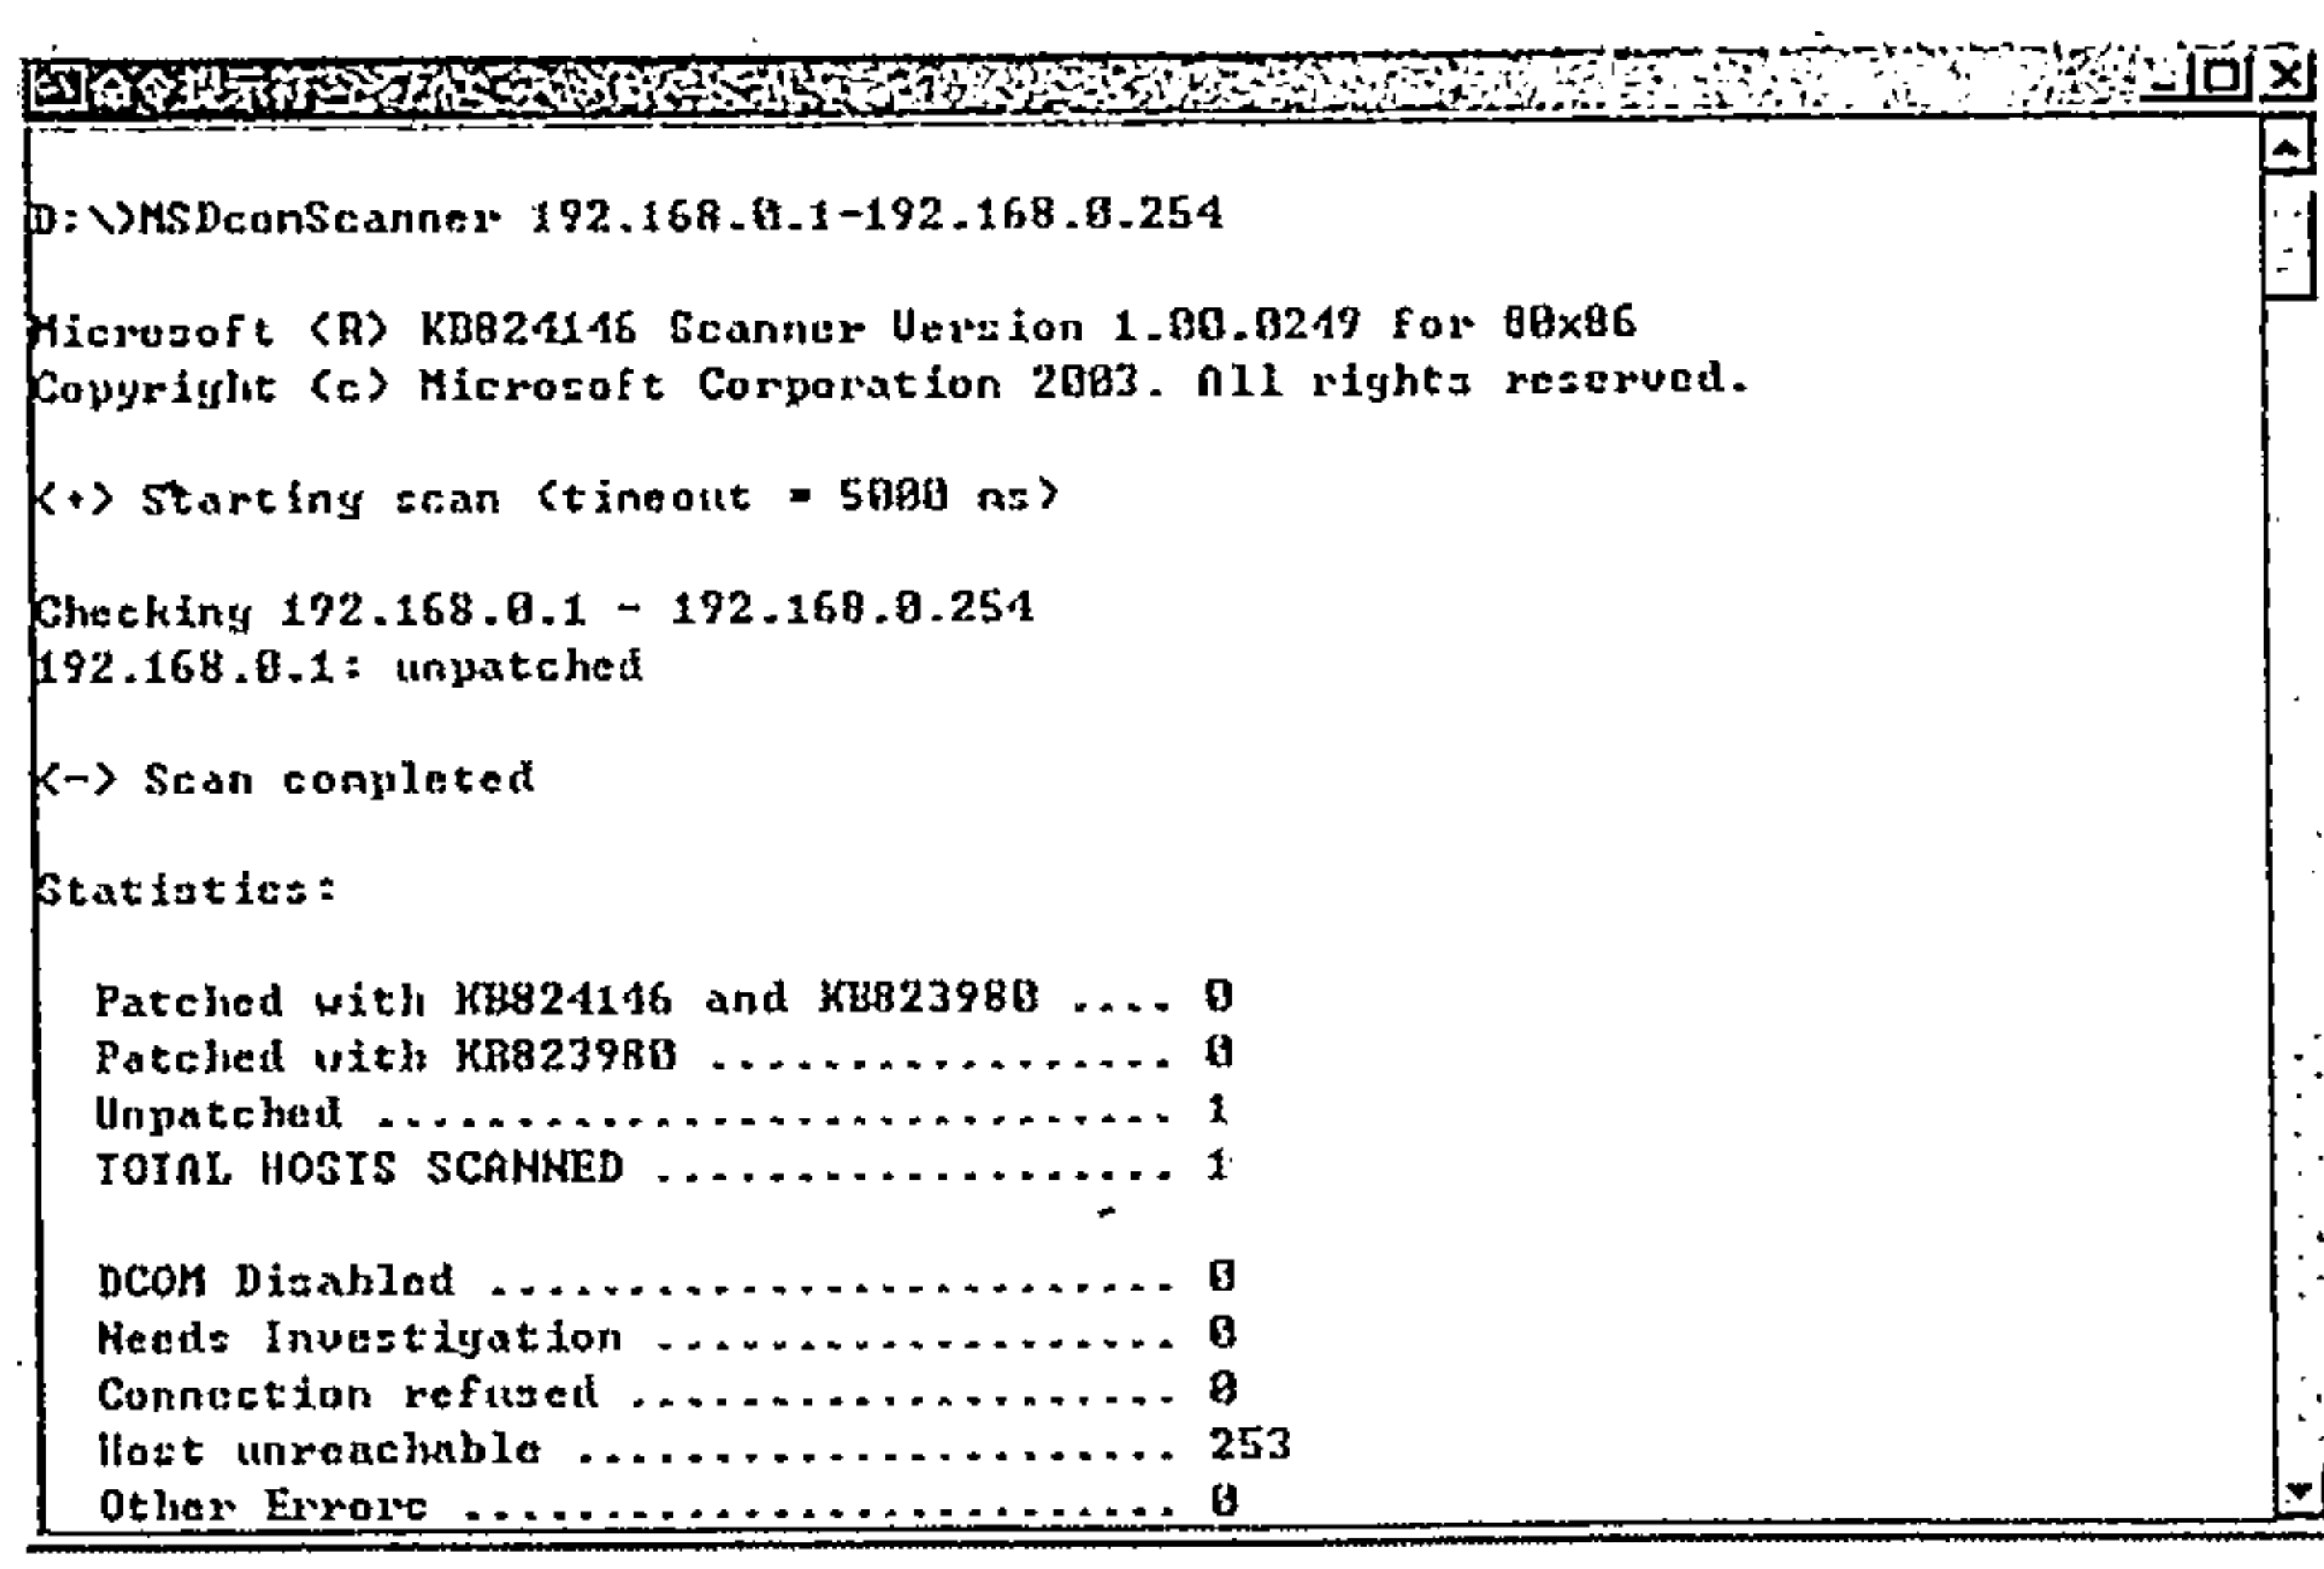 D:\>MSDcomScanner 192.168.0.1-192.168.0.254
Microsoft (R) KB824146 Scanner Version 1.00.0249 for 80x86
Copyright (c) Microsoft Corporation 2003. All rights reserved.
<+> Starting scan (timeout = 5000 ms)
Checking 192.168.0.1 - 192.168.0.254
192.168.0.1: unpatched
<-> Scan completed
Statistics:
Patched with KB824146 and KB823980 .... 0
Patched with KB823980 ................. 0
Unpatched ............................. 1
TOTAL HOSTS SCANNED ................... 1
DCOM Disabled ......................... 0
Needs Investigation ................... 0
Connection refused .................... 0
Host unreachable ...................... 253
Other Errors .......................... 0